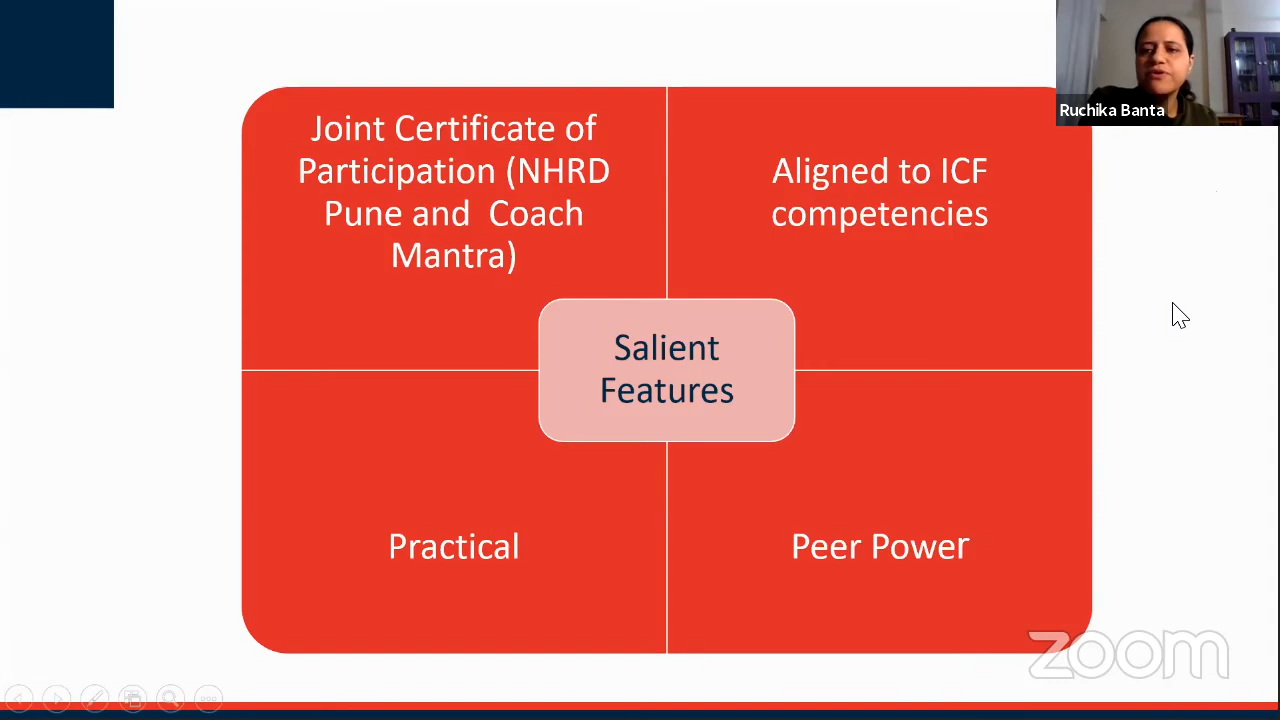 Joint Certificate of
Participation (NHRD
Pune and Coach
Mantra)
Aligned to ICF
competencies
Salient
Features
Practical
Peer Power
Ruchika Banta
zoom